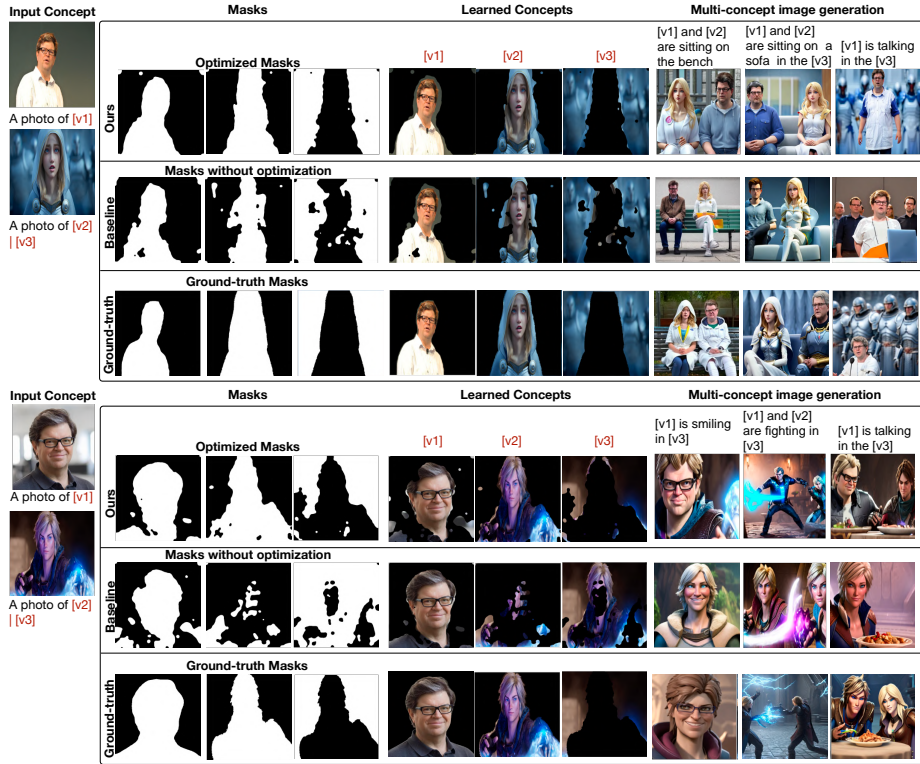 Input Concept
Masks
Learned Concepts
Multi-concept image generation
A photo of [v1]
A photo of [v2]
| [v3]
Optimized Masks
[v1]
[v2]
[v3]
[v1] and [v2]
are sitting on
the bench
[v1] and [v2]
are sitting on a
sofa in the [v3]
[v1] is talking
in the [v3]
Ours
Masks without optimization
Baseline
Ground-truth Masks
Ground-truth
Input Concept
Masks
Learned Concepts
Multi-concept image generation
A photo of [v1]
A photo of [v2]
| [v3]
Optimized Masks
[v1]
[v2]
[v3]
[v1] is smiling
in [v3]
[v1] and [v2]
are fighting in
[v3]
[v1] is talking
in the [v3]
Ours
Masks without optimization
Baseline
Ground-truth Masks
Ground-truth